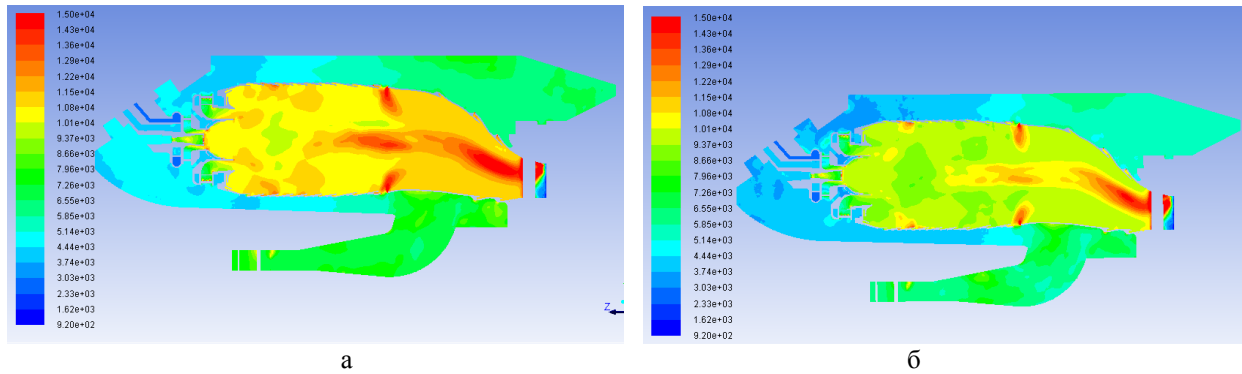 1.50e+04
1.43e+04
1.36e+04
1.29e+04
1.22e+04
1.15e+04
1.08e+04
1.01e+04
9.37e+03
8.66e+03
7.96e+03
7.26e+03
6.55e+03
5.85e+03
5.14e+03
4.44e+03
3.74e+03
3.03e+03
2.33e+03
1.62e+03
9.20e+02
Z
1.50e+04
1.43e+04
1.36e+04
1.29e+04
1.22e+04
1.15e+04
1.08e+04
1.01e+04
9.37e+03
8.66e+03
7.96e+03
7.26e+03
6.55e+03
5.85e+03
5.14e+03
4.44e+03
3.74e+03
3.03e+03
2.33e+03
1.62e+03
9.20e+02
а
б